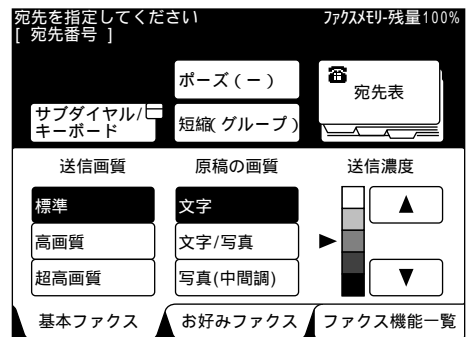 宛先を指定してください
ファクスメモリー残量100%
[ 宛先番号 ]
ポーズ(ー)
宛先表
サブダイヤル/
キーボード
短縮(グループ)
送信画質
原稿の画質
送信濃度
標準
文字
高画質
文字/写真
超高画質
写真(中間調)
基本ファクス
お好みファクス
ファクス機能一覧